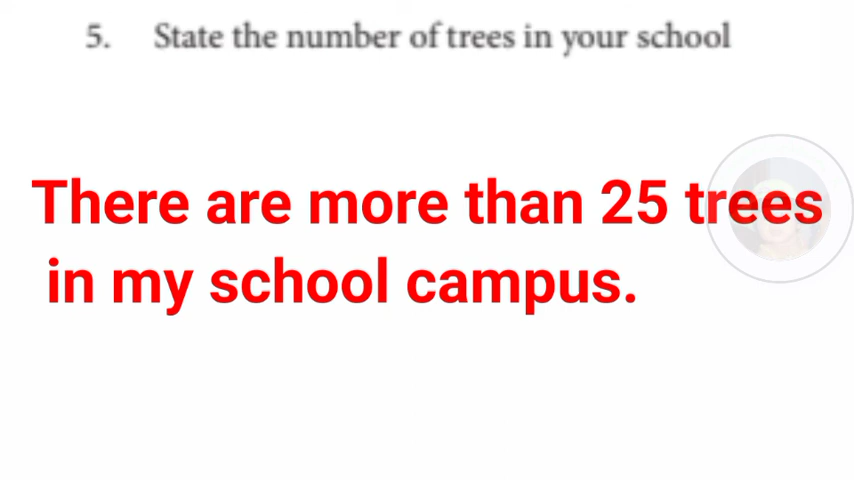 5. State the number of trees in your school
There are more than 25 trees
in my school campus.